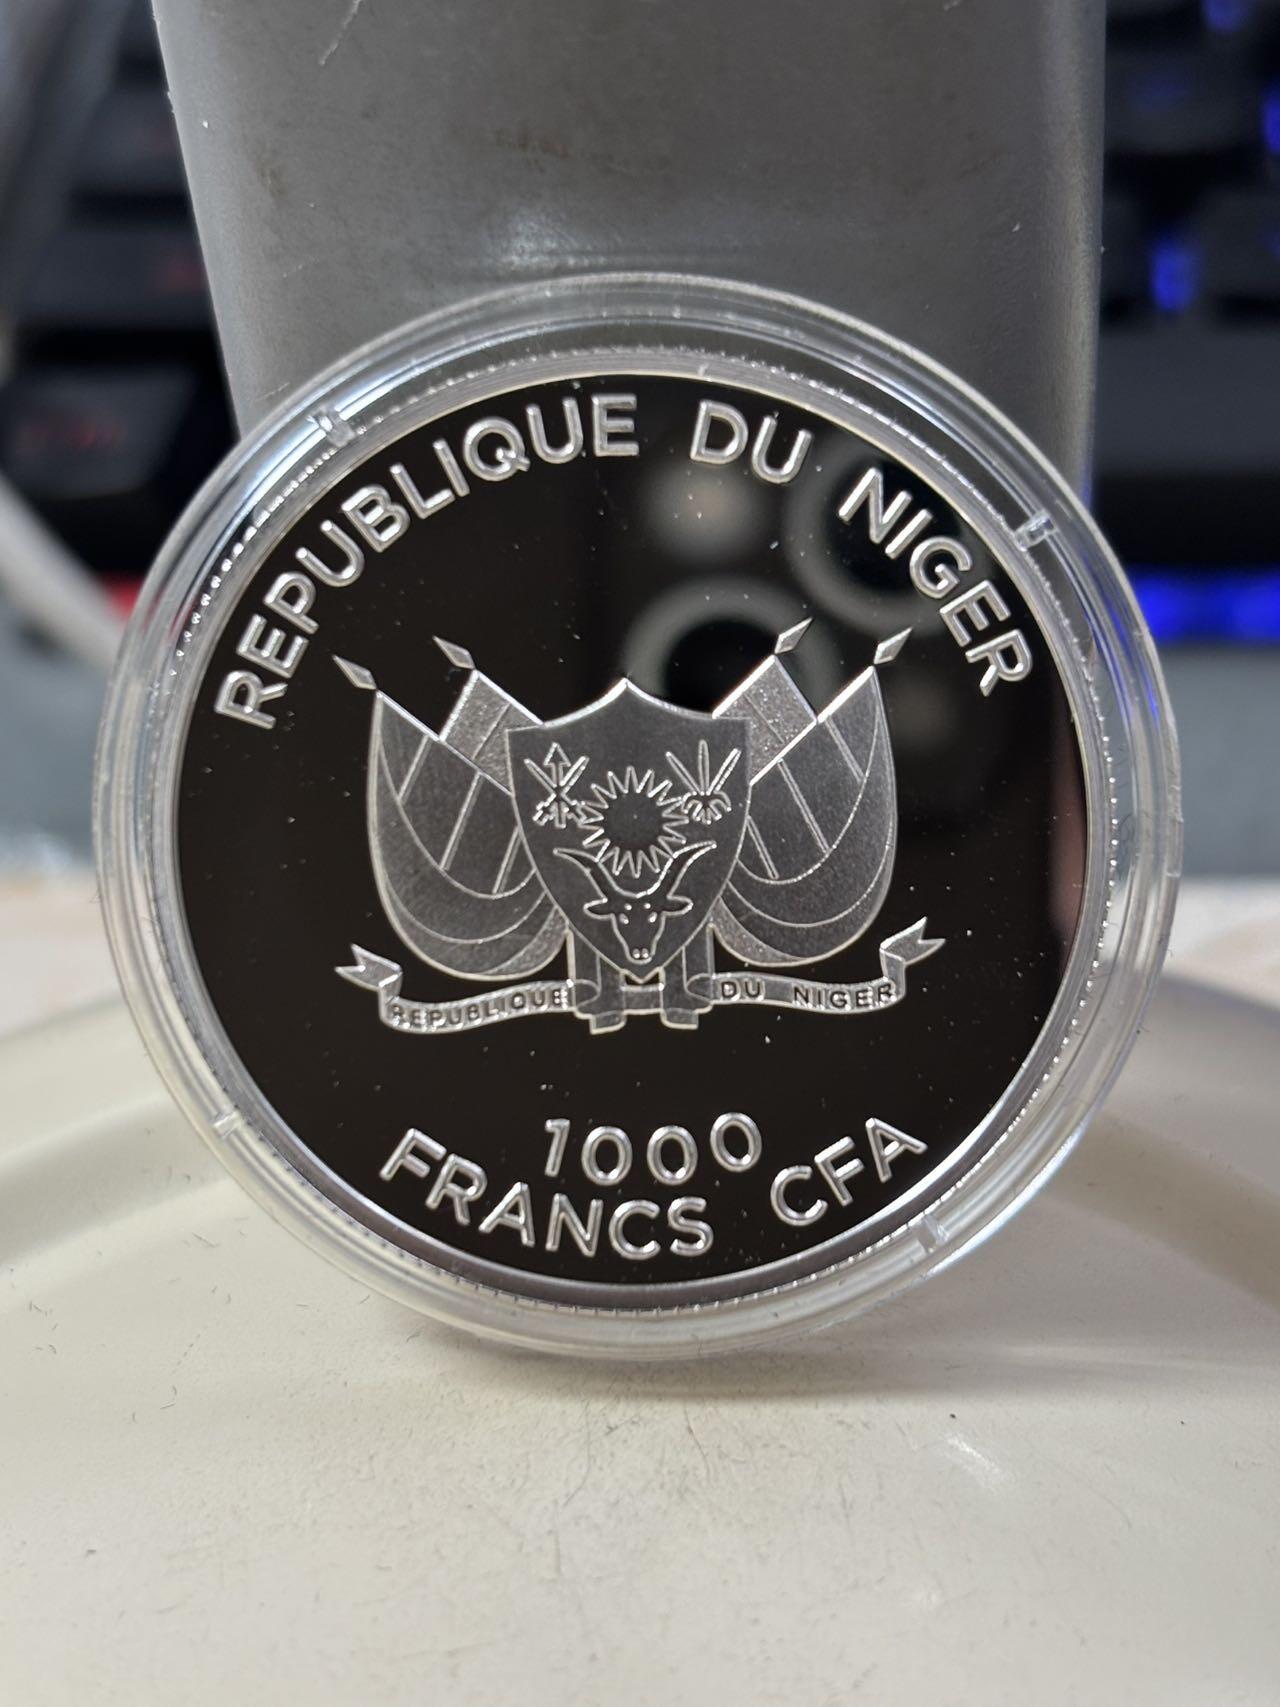 REPUBLIQUE DU NIGER
REPUBLIQUE DU NIGER
1000
FRANCS CFA